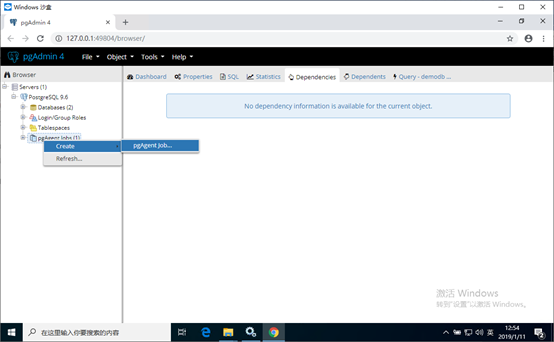 Windows 沙盒
pgAdmin 4
127.0.0.1:49804/browser/
pgAdmin 4 File Object Tools Help
Browser
Dashboard Properties SQL Statistics Dependencies Dependents Query - demodb ...
Servers (1)
PostgreSQL 9.6
Databases (2)
Login/Group Roles
Tablespaces
pgAgent Jobs (1)
Create
pgAgent Job...
Refresh...
No dependency information is available for the current object.
激活 Windows
转到"设置"以激活 Windows。
在这里输入你要搜索的内容
英
12:54
2019/1/11
2